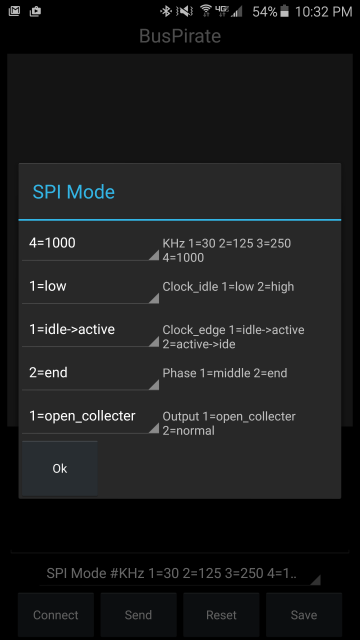 54% 10:32 PM
BusPirate
SPI Mode
4=1000
KHz 1=30 2=125 3=250
4=1000
1=low
Clock_idle 1=low 2=high
1=idle->active
Clock_edge 1=idle->active
2=active->ide
2=end
Phase 1=middle 2=end
1=open_collecter
Output 1=open_collecter
2=normal
Ok
SPI Mode #KHz 1=30 2=125 3=250 4=1..
Connect
Send
Reset
Save